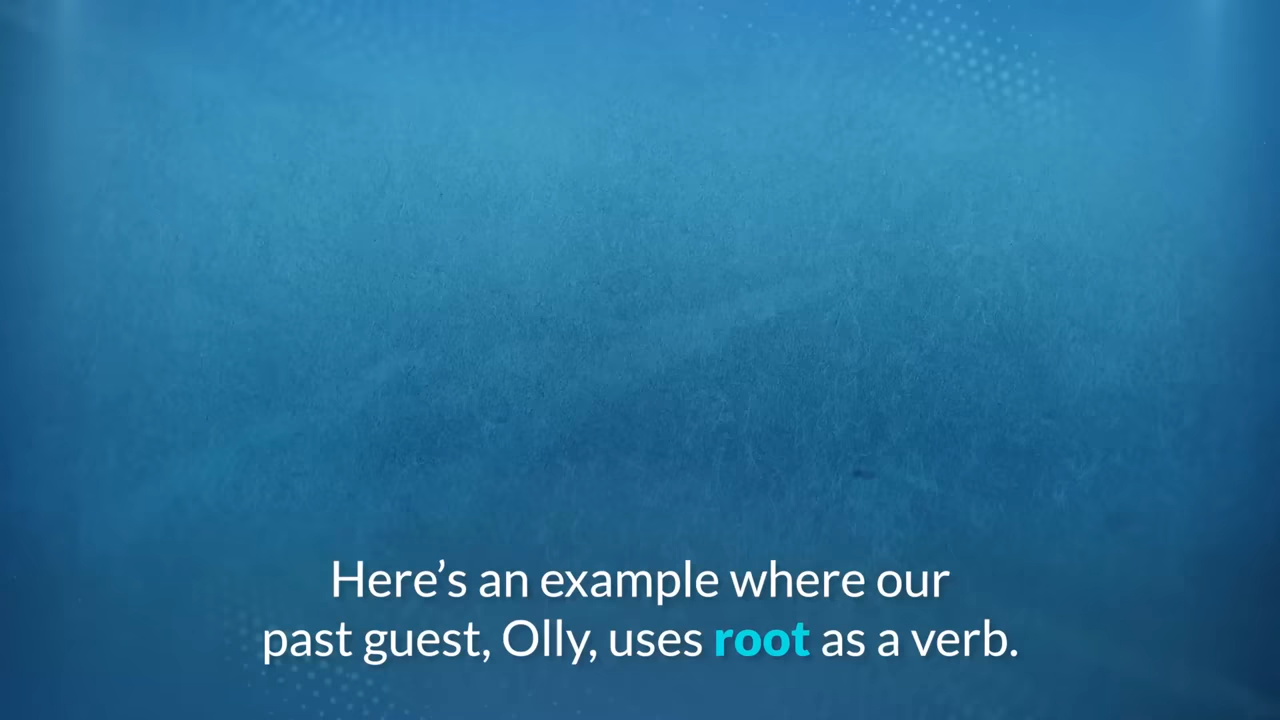 Here’s an example where our
past guest, Olly, uses root as a verb.